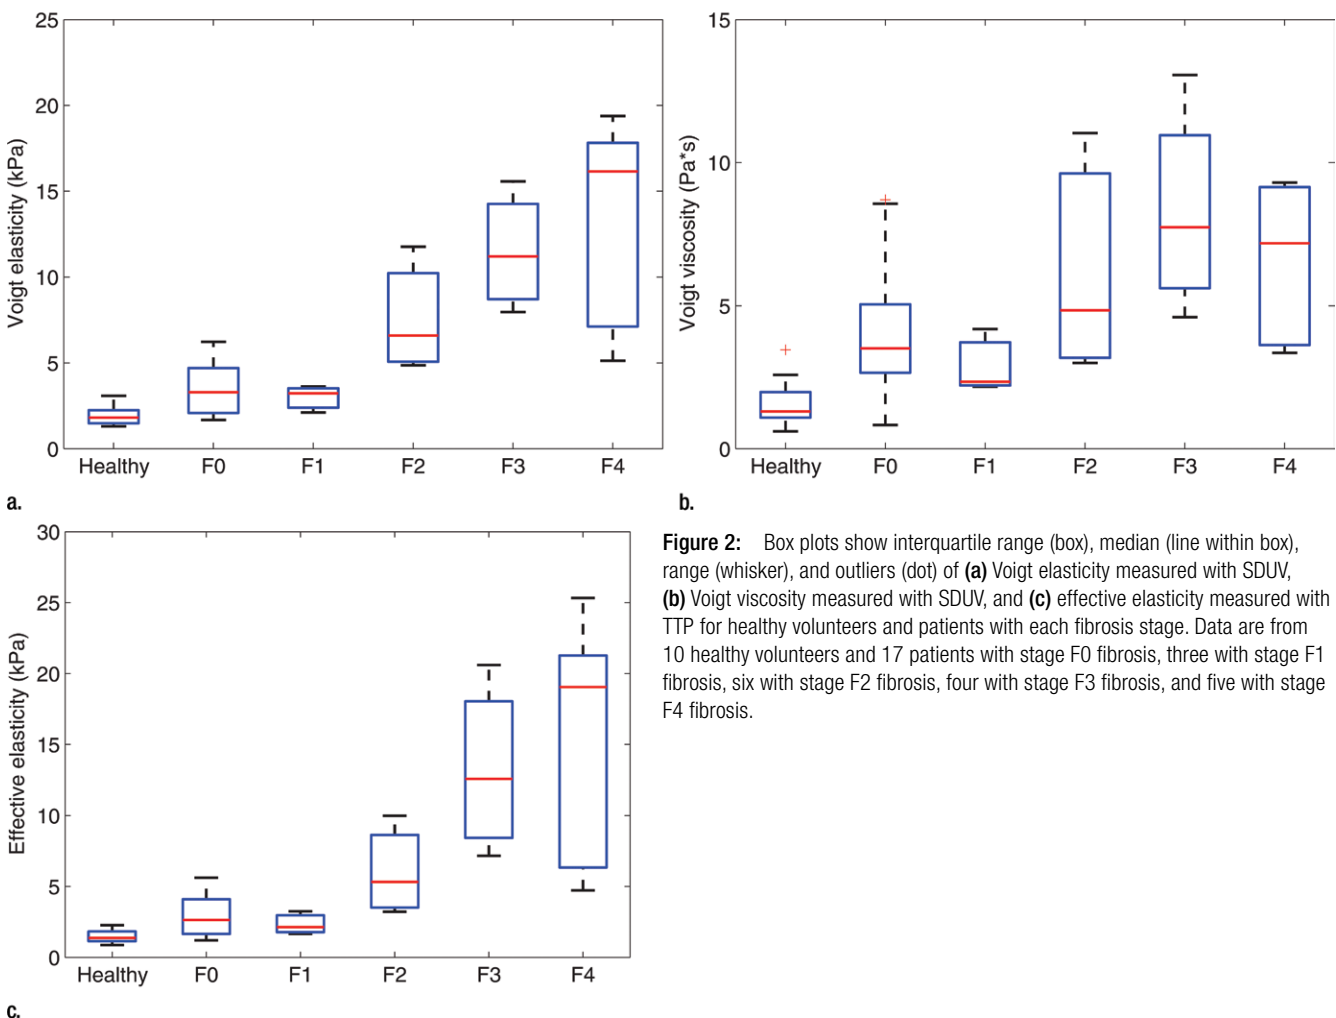 25
20
15
10
5
0
Voigt elasticity (kPa)
Healthy F0 F1 F2 F3 F4
a.
15
10
5
0
Voigt viscosity (Pa*s)
Healthy F0 F1 F2 F3 F4
b.
30
25
20
15
10
5
0
Effective elasticity (kPa)
Healthy F0 F1 F2 F3 F4
c.
Figure 2: Box plots show interquartile range (box), median (line within box),
range (whisker), and outliers (dot) of (a) Voigt elasticity measured with SDUV,
(b) Voigt viscosity measured with SDUV, and (c) effective elasticity measured with
TTP for healthy volunteers and patients with each fibrosis stage. Data are from
10 healthy volunteers and 17 patients with stage F0 fibrosis, three with stage F1
fibrosis, six with stage F2 fibrosis, four with stage F3 fibrosis, and five with stage
F4 fibrosis.